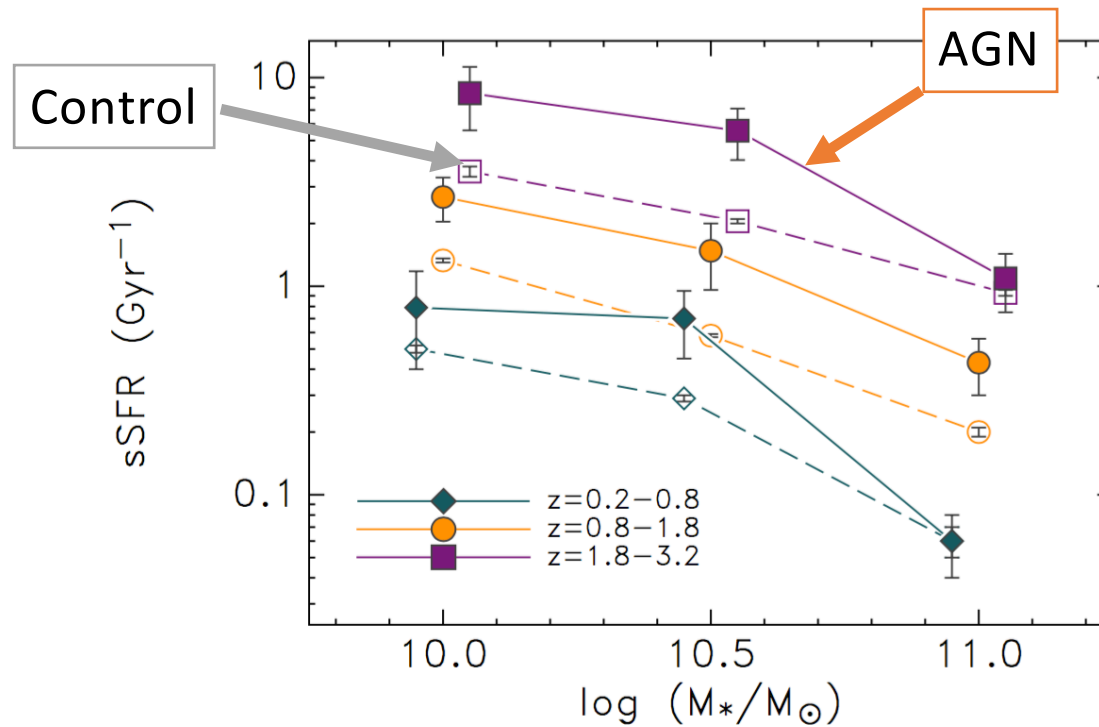 AGN
Control
10
1
0.1
sSFR (Gyr⁻¹)
z=0.2−0.8
z=0.8−1.8
z=1.8−3.2
10.0 10.5 11.0
log (M*/M☉)